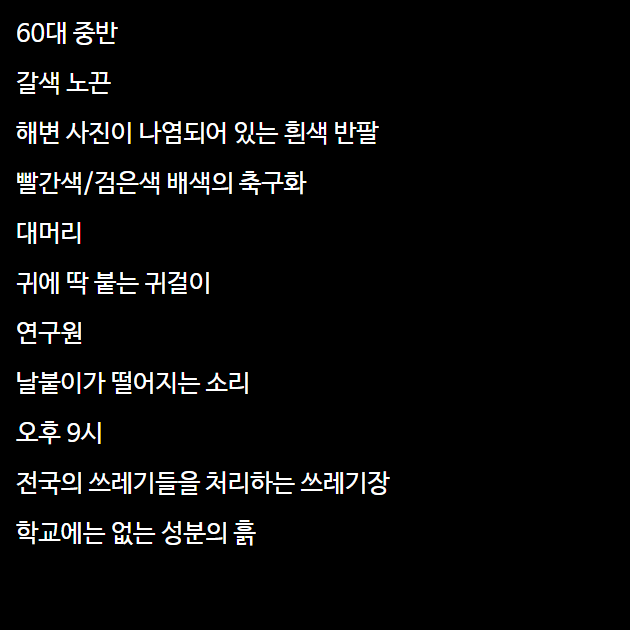 60대 중반
갈색 노끈
해변 사진이 나염되어 있는 흰색 반팔
빨간색/검은색 배색의 축구화
대머리
귀에 딱 붙는 귀걸이
연구원
날붙이가 떨어지는 소리
오후 9시
전국의 쓰레기들을 처리하는 쓰레기장
학교에는 없는 성분의 흙